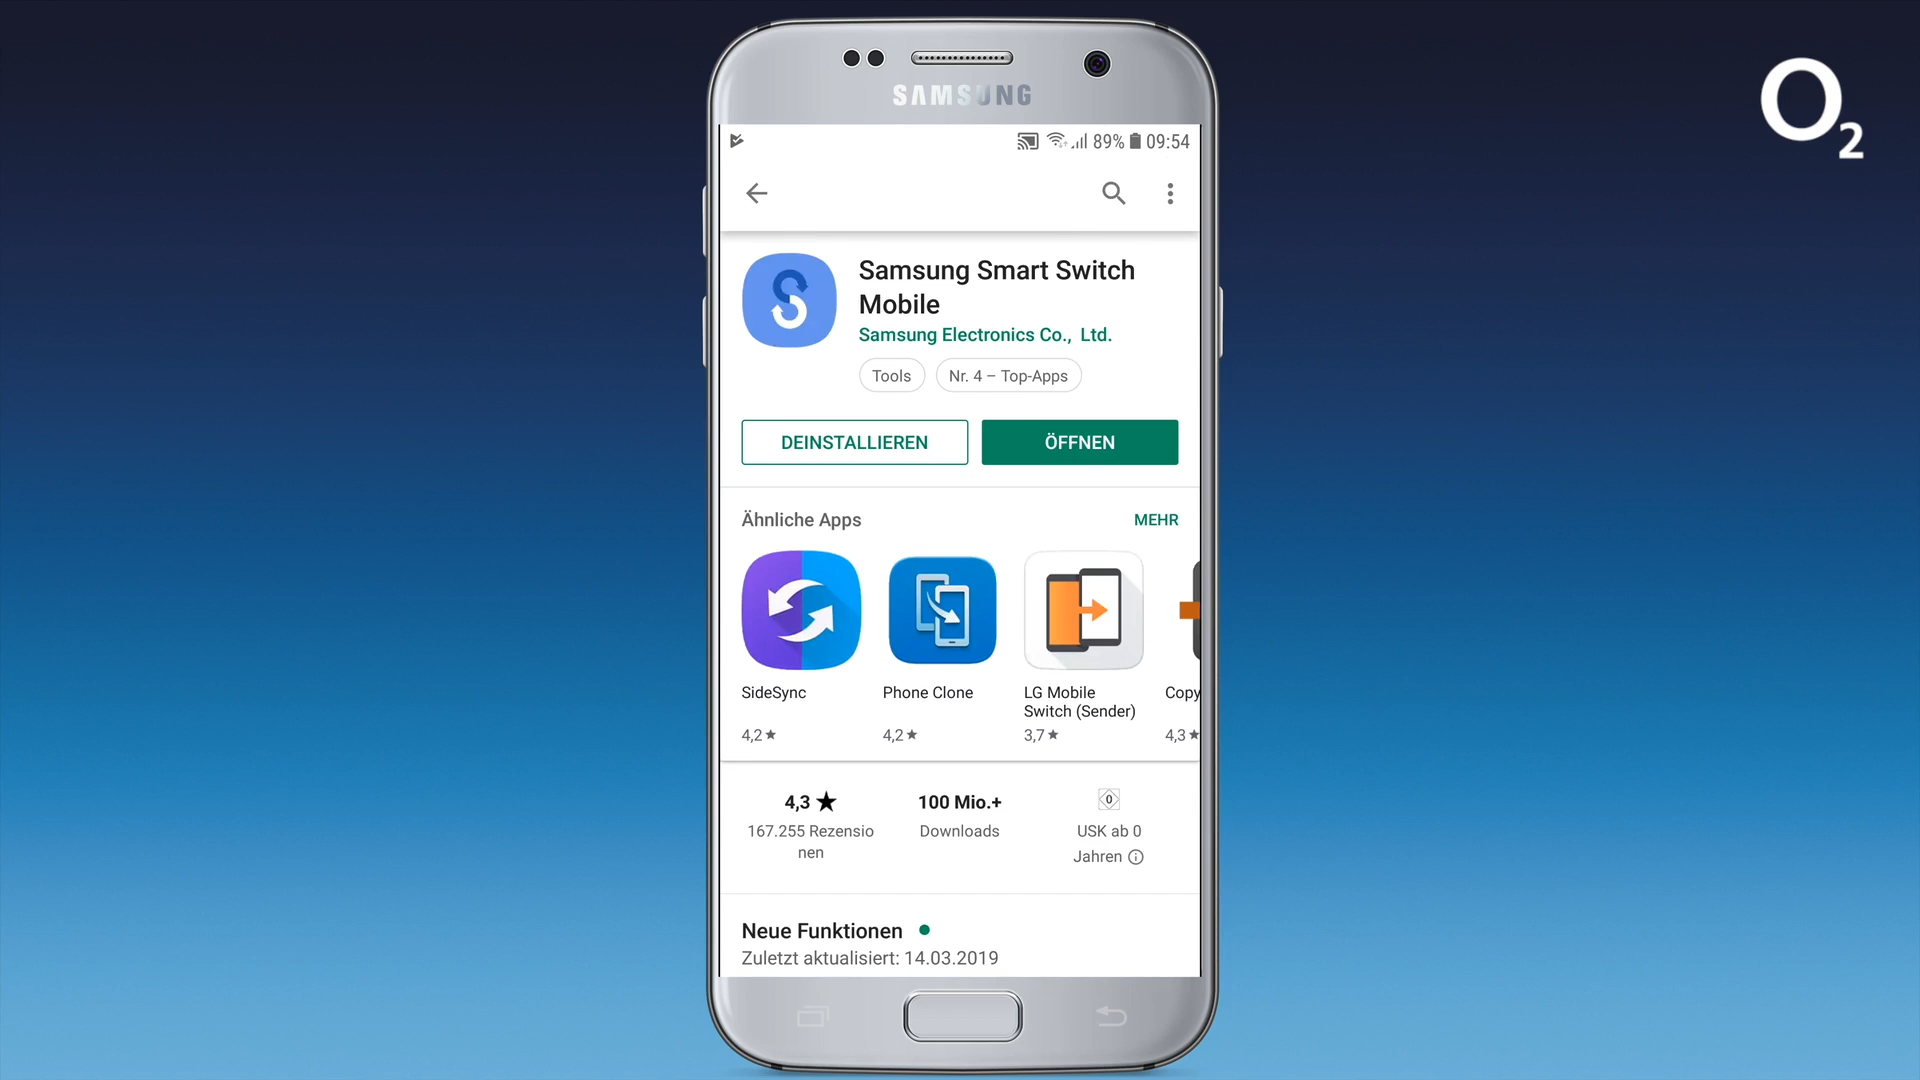 O2
SAMSUNG
89% 09:54
Samsung Smart Switch
Mobile
Samsung Electronics Co., Ltd.
Tools
Nr. 4 – Top-Apps
DEINSTALLIEREN
ÖFFNEN
Ähnliche Apps
MEHR
SideSync
Phone Clone
LG Mobile
Switch (Sender)
Copy
4,2★
4,2★
3,7★
4,3★
4,3 ★
167.255 Rezensio
nen
100 Mio.+
Downloads
0
USK ab 0
Jahren
Neue Funktionen
Zuletzt aktualisiert: 14.03.2019